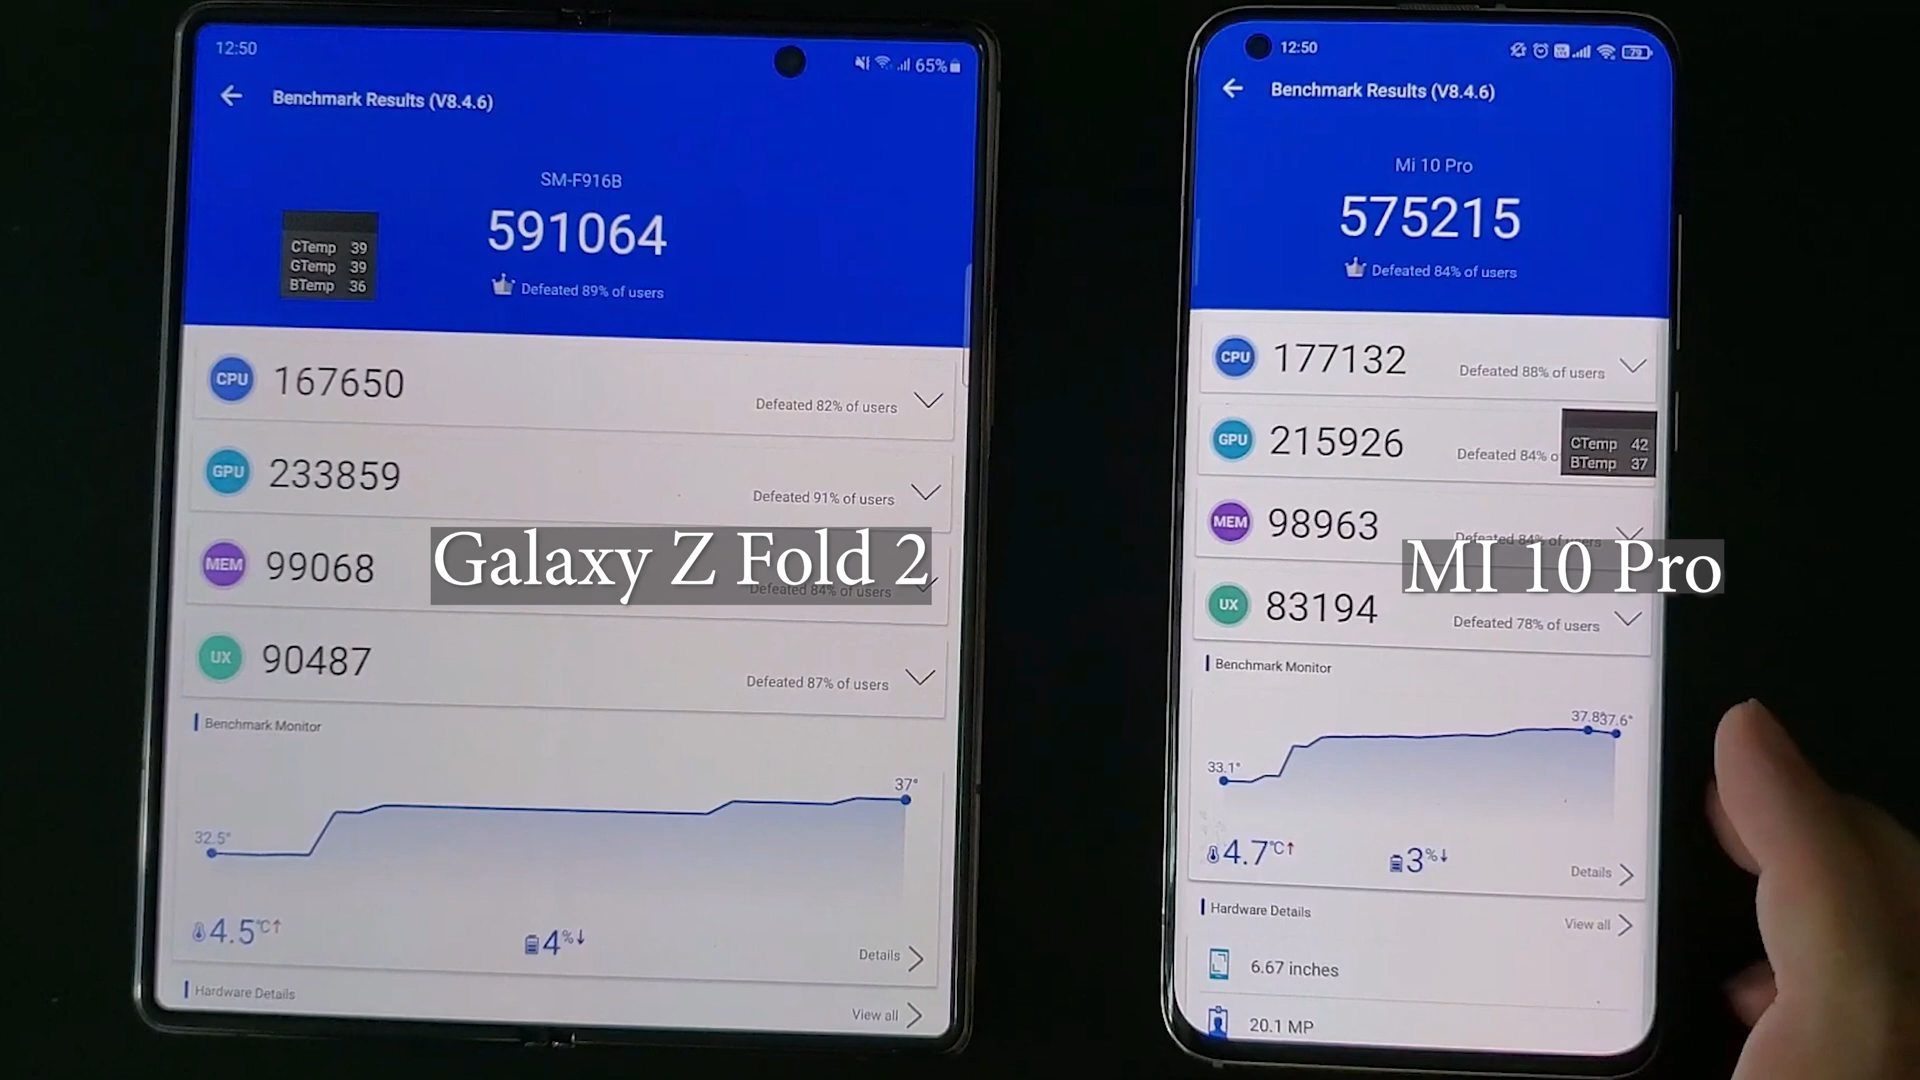 12:50
65%
Benchmark Results (V8.4.6)
SM-F916B
591064
Defeated 89% of users
CTemp 39
GTemp 39
BTemp 36
CPU 167650
Defeated 82% of users
GPU 233859
Defeated 91% of users
MEM 99068
Defeated 84% of users
Galaxy Z Fold 2
UX 90487
Defeated 87% of users
Benchmark Monitor
32.5°
37°
4.5°C↑
4%↓
Details
Hardware Details
View all
12:50
79
Benchmark Results (V8.4.6)
Mi 10 Pro
575215
Defeated 84% of users
CPU 177132
Defeated 88% of users
GPU 215926
Defeated 84% o
CTemp 42
BTemp 37
MEM 98963
Defeated 84% of users
MI 10 Pro
UX 83194
Defeated 78% of users
Benchmark Monitor
33.1°
37.8°
37.6°
4.7°C↑
3%↓
Details
Hardware Details
View all
6.67 inches
20.1 MP